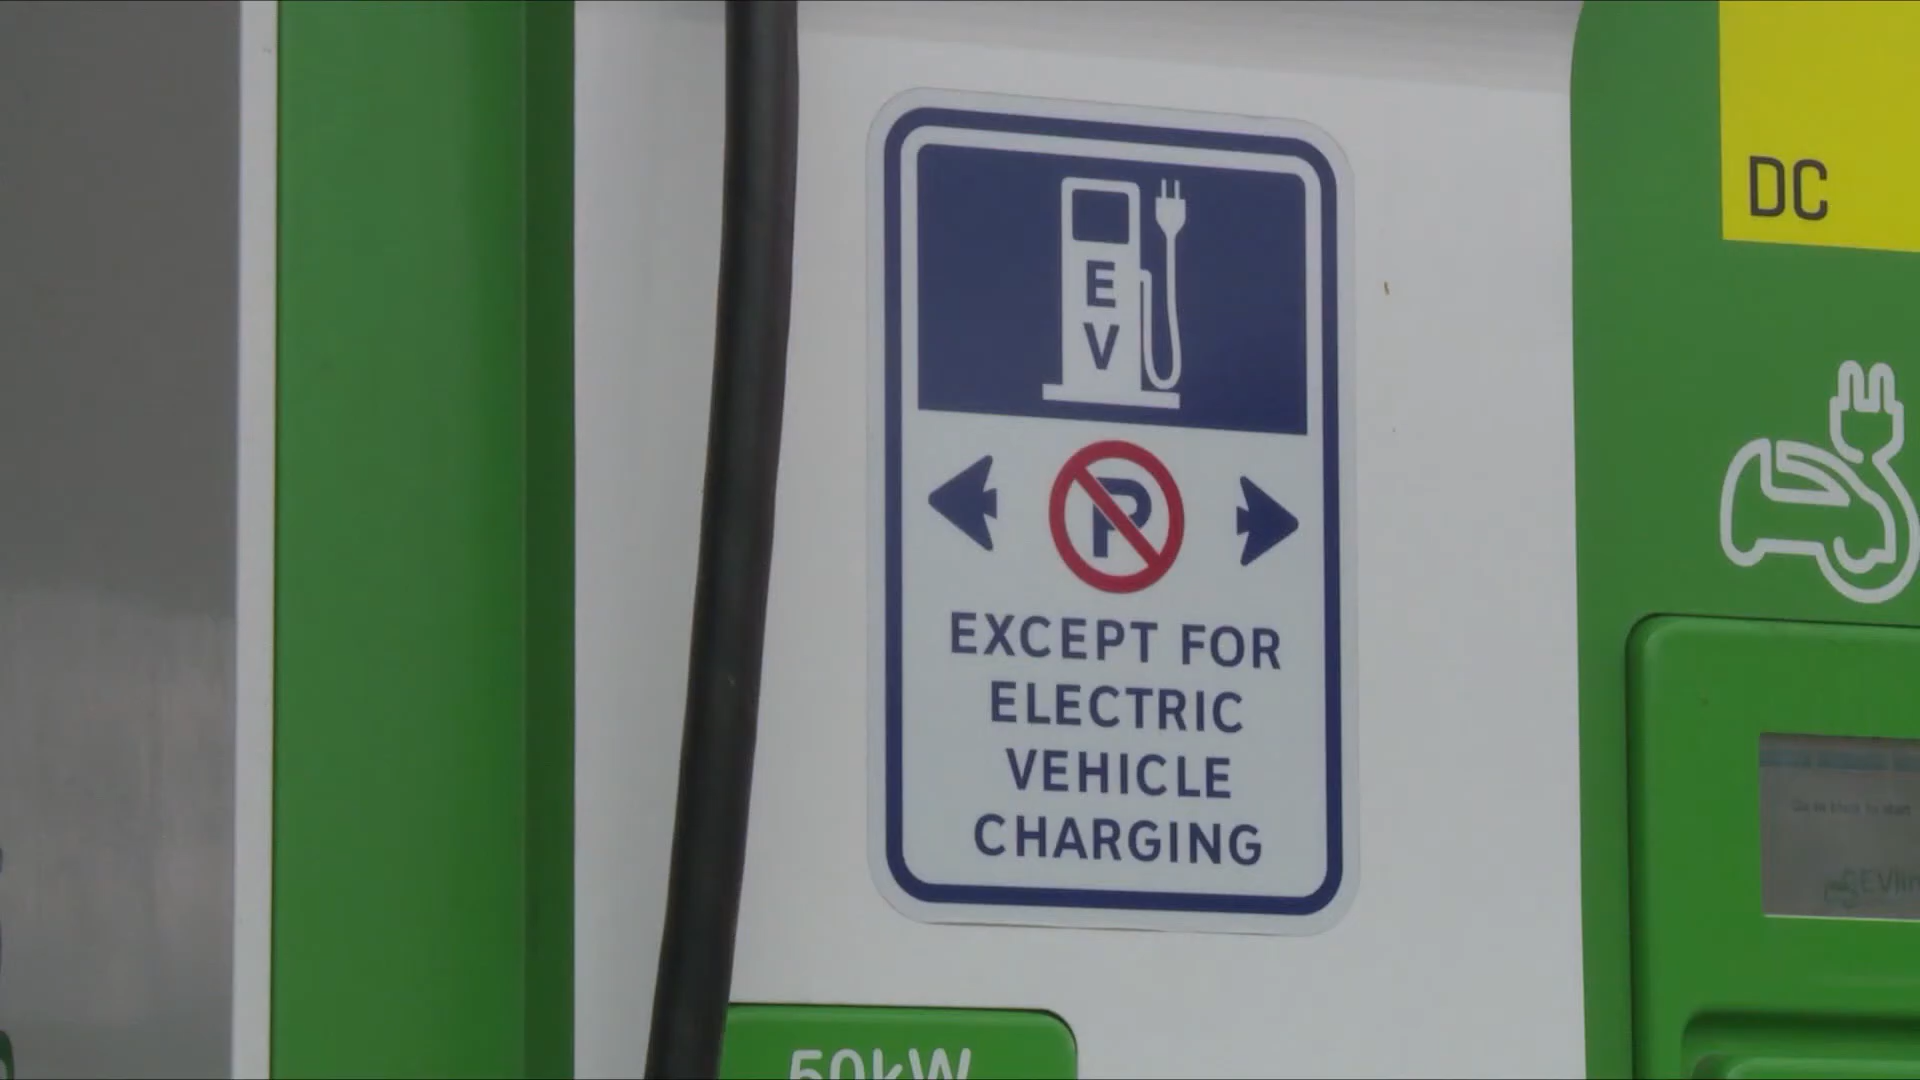 DC
E
V
P
EXCEPT FOR
ELECTRIC
VEHICLE
CHARGING
50kW